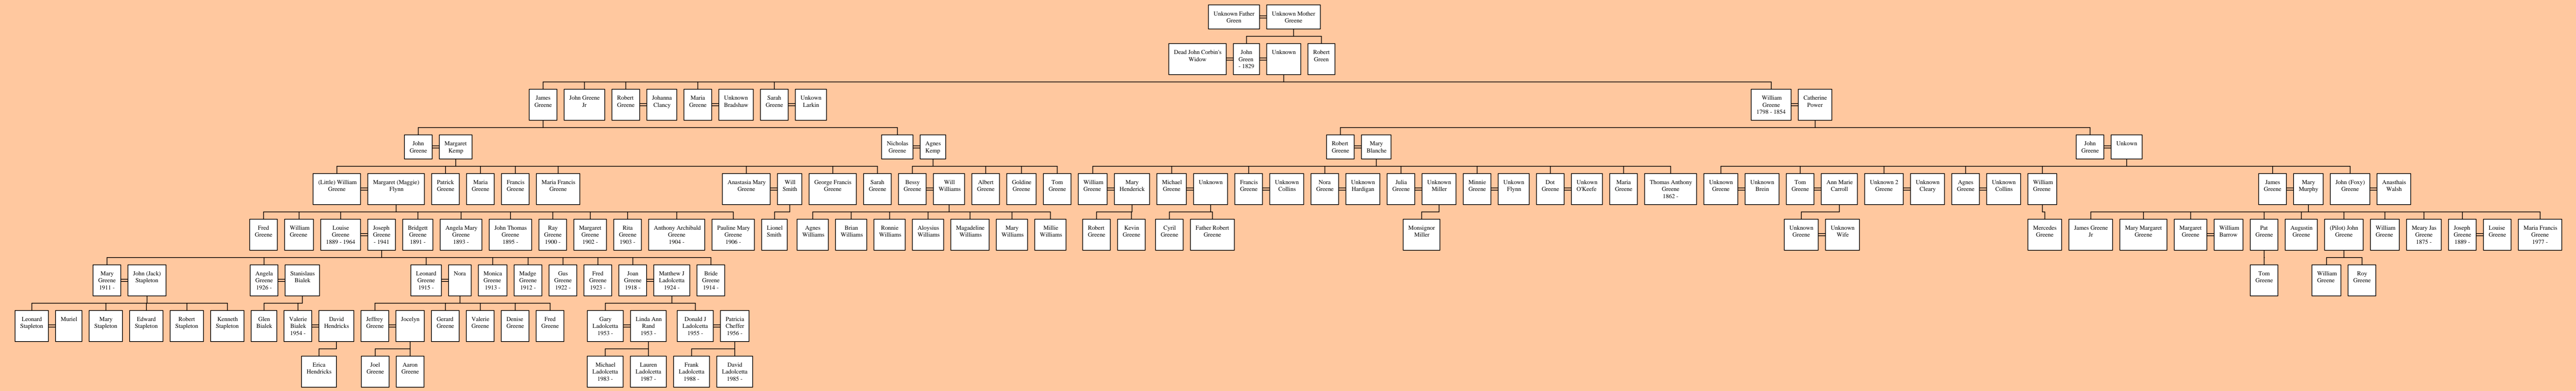 Unknown Father
Green
Unknown Mother
Greene
Dead John Corbin's
Widow
John
Green
- 1829
Unknown
Robert
Green
James
Greene
John Greene
Jr
Robert
Greene
Johanna
Clancy
Maria
Greene
Unknown
Bradshaw
Sarah
Greene
Unkown
Larkin
William
Greene
1798 - 1854
Catherine
Power
John
Greene
Margaret
Kemp
Nicholas
Greene
Agnes
Kemp
Robert
Greene
Mary
Blanche
John
Greene
Unkown
(Little) William
Greene
Margaret (Maggie)
Flynn
Patrick
Greene
Maria
Greene
Francis
Greene
Maria Francis
Greene
Anastasia Mary
Greene
Will
Smith
George Francis
Greene
Sarah
Greene
Bessy
Greene
Will
Williams
Albert
Greene
Goldine
Greene
Tom
Greene
William
Greene
Mary
Henderick
Michael
Greene
Unknown
Francis
Greene
Unknown
Collins
Nora
Greene
Unknown
Hardigan
Julia
Greene
Unknown
Miller
Minnie
Greene
Unkown
Flynn
Dot
Greene
Unkown
O'Keefe
Maria
Greene
Thomas Anthony
Greene
1862 -
Unknown
Greene
Unknown
Brein
Tom
Greene
Ann Marie
Carroll
Unknown 2
Greene
Unknown
Cleary
Agnes
Greene
Unknown
Collins
William
Greene
James
Greene
Mary
Murphy
John (Foxy)
Greene
Anasthais
Walsh
Fred
Greene
William
Greene
Louise
Greene
1889 - 1964
Joseph
Greene
- 1941
Bridgett
Greene
1891 -
Angela Mary
Greene
1893 -
John Thomas
Greene
1895 -
Ray
Greene
1900 -
Margaret
Greene
1902 -
Rita
Greene
1903 -
Anthony Archibald
Greene
1904 -
Pauline Mary
Greene
1906 -
Lionel
Smith
Agnes
Williams
Brian
Williams
Ronnie
Williams
Aloysius
Williams
Magadeline
Williams
Mary
Williams
Millie
Williams
Robert
Greene
Kevin
Greene
Cyril
Greene
Father Robert
Greene
Monsignor
Miller
Unknown
Greene
Unknown
Wife
Mercedes
Greene
James Greene
Jr
Mary Margaret
Greene
Margaret
Greene
William
Barrow
Pat
Greene
Augustin
Greene
(Pilot) John
Greene
William
Greene
Meary Jas
Greene
1875 -
Joseph
Greene
1889 -
Louise
Greene
Maria Francis
Greene
1977 -
Mary
Greene
1911 -
John (Jack)
Stapleton
Angela
Greene
1926 -
Stanislaus
Bialek
Leonard
Greene
1915 -
Nora
Monica
Greene
1913 -
Madge
Greene
1912 -
Gus
Greene
1922 -
Fred
Greene
1923 -
Joan
Greene
1918 -
Matthew J
Ladolcetta
1924 -
Bride
Greene
1914 -
Tom
Greene
William
Greene
Roy
Greene
Leonard
Stapleton
Muriel
Mary
Stapleton
Edward
Stapleton
Robert
Stapleton
Kenneth
Stapleton
Glen
Bialek
Valerie
Bialek
1954 -
David
Hendricks
Jeffrey
Greene
Jocelyn
Gerard
Greene
Valerie
Greene
Denise
Greene
Fred
Greene
Gary
Ladolcetta
1953 -
Linda Ann
Rand
1953 -
Donald J
Ladolcetta
1955 -
Patricia
Cheffer
1956 -
Erica
Hendricks
Joel
Greene
Aaron
Greene
Michael
Ladolcetta
1983 -
Lauren
Ladolcetta
1987 -
Frank
Ladolcetta
1988 -
David
Ladolcetta
1985 -